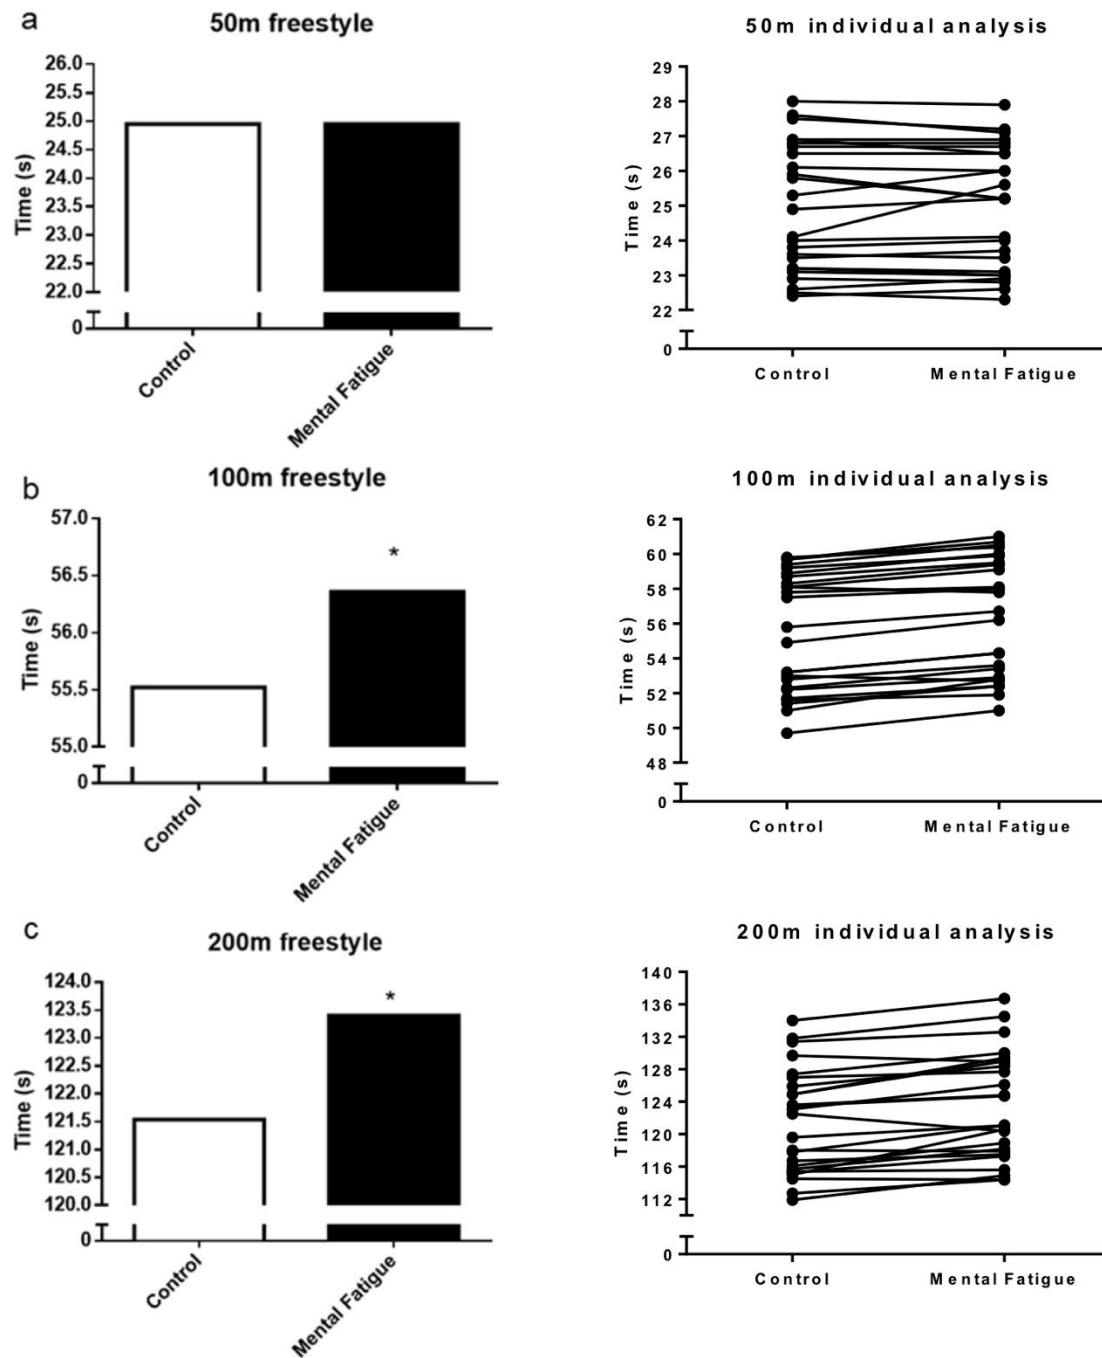 a
50m freestyle
26.0
25.5
25.0
24.5
24.0
23.5
23.0
22.5
22.0
0
Time (s)
Control
Mental Fatigue
50m individual analysis
29
28
27
26
25
24
23
22
0
Time (s)
Control
Mental Fatigue
b
100m freestyle
57.0
56.5
56.0
55.5
55.0
0
Time (s)
*
Control
Mental Fatigue
100m individual analysis
62
60
58
56
54
52
50
48
0
Time (s)
Control
Mental Fatigue
c
200m freestyle
124.0
123.5
123.0
122.5
122.0
121.5
121.0
120.5
120.0
0
Time (s)
*
Control
Mental Fatigue
200m individual analysis
140
136
132
128
124
120
116
112
0
Time (s)
Control
Mental Fatigue